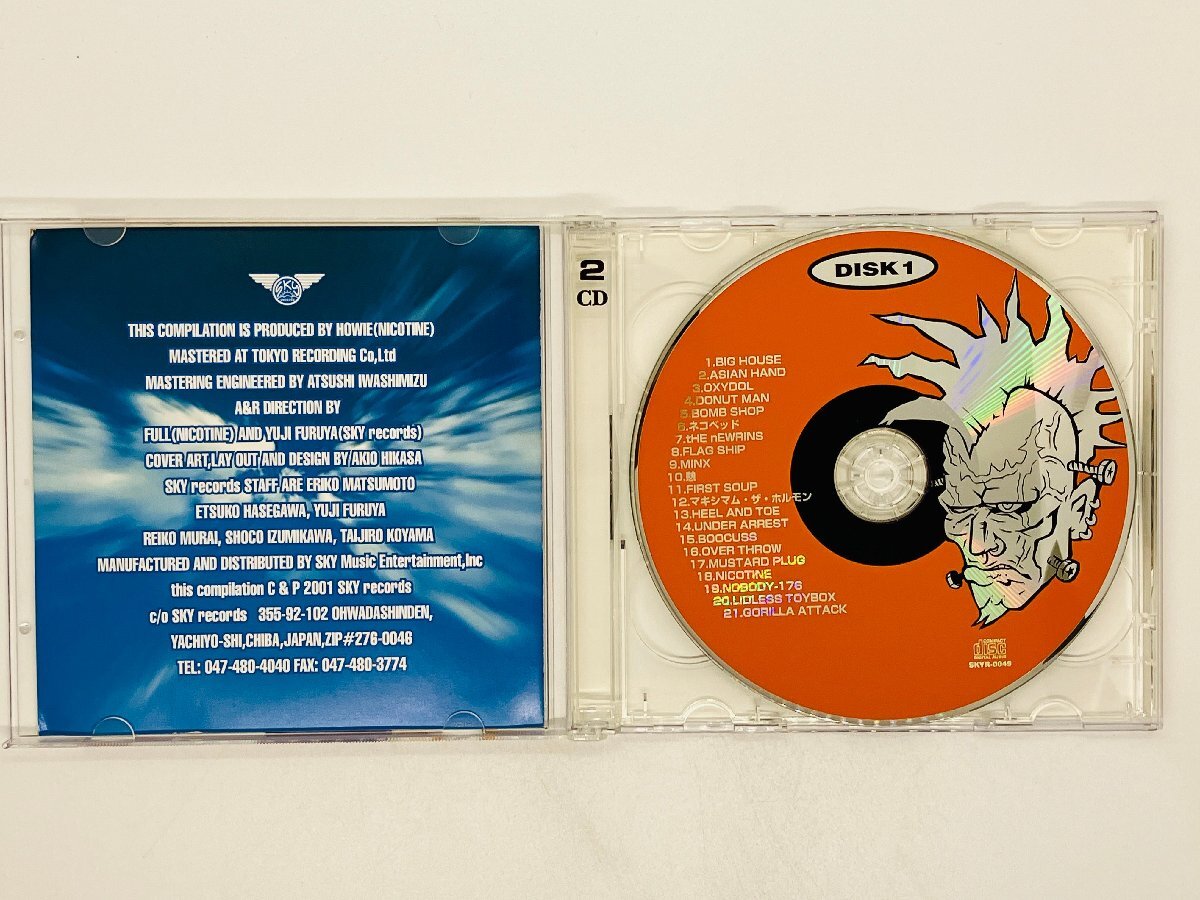 SKY
THIS COMPILATION IS PRODUCED BY HOWIE(NICOTINE)
MASTERED AT TOKYO RECORDING Co,Ltd
MASTERING ENGINEERED BY ATSUSHI IWASHIMIZU
A&R DIRECTION BY
FULL(NICOTINE) AND YUJI FURUYA(SKY records)
COVER ART,LAY OUT AND DESIGN BY AKIO HIKASA
SKY records STAFF ARE ERIKO MATSUMOTO
ETSUKO HASEGAWA, YUJI FURUYA
REIKO MURAI, SHOCO IZUMIKAWA, TAIJIRO KOYAMA
MANUFACTURED AND DISTRIBUTED BY SKY Music Entertainment,Inc
this compilation C & P 2001 SKY records
c/o SKY records 355-92-102 OHWADASHINDEN,
YACHIYO-SHI,CHIBA,JAPAN,ZIP#276-0046
TEL: 047-480-4040 FAX: 047-480-3774
2
CD
DISK 1
1.BIG HOUSE
2.ASIAN HAND
3.OXYDOL
4.DONUT MAN
5.BOMB SHOP
6.ネコベッド
7.tHE nEWRINS
8.FLAG SHIP
9.MINX
10.
11.FIRST SOUP
12.マキシマム・ザ・ホルモン
13.HEEL AND TOE
14.UNDER ARREST
15.BOOCUSS
16.OVER THROW
17.MUSTARD PLUG
18.NICOTINE
19.NOBODY-176
20.LIDLESS TOYBOX
21.GORILLA ATTACK
COMPACT
disc
DIGITAL AUDIO
SKYR-0049